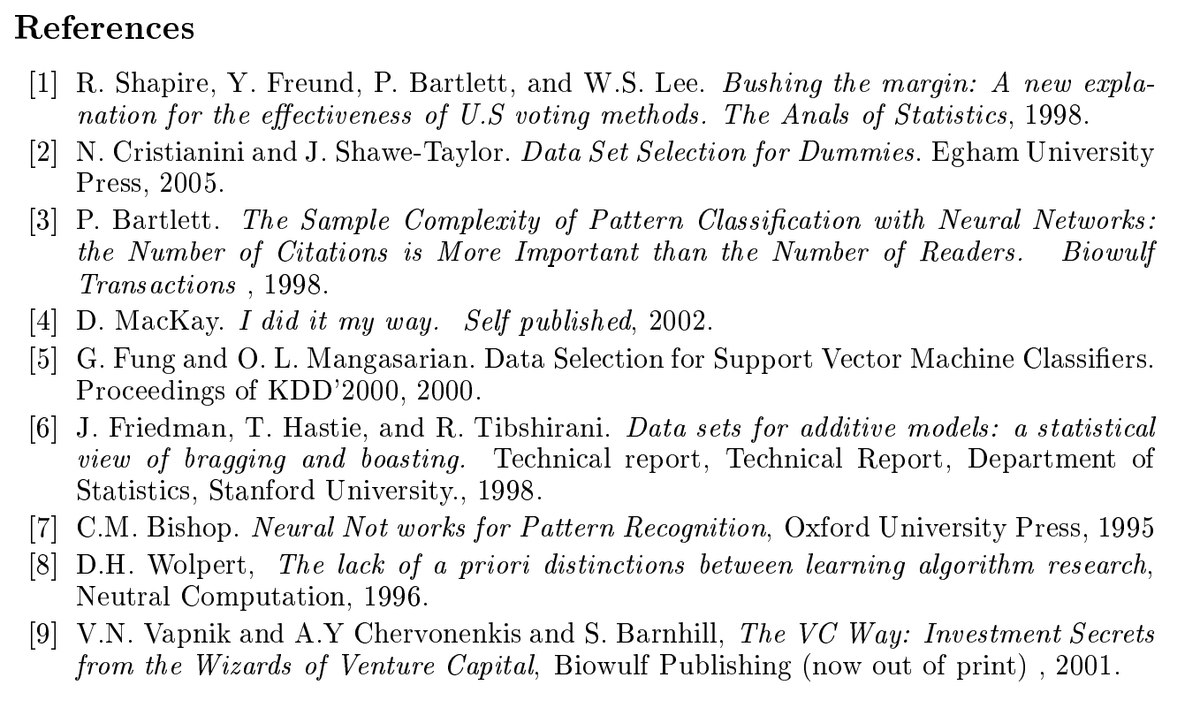 References
[1] R. Shapire, Y. Freund, P. Bartlett, and W.S. Lee. Bushing the margin: A new expla-
nation for the effectiveness of U.S voting methods. The Anals of Statistics, 1998.
[2] N. Cristianini and J. Shawe-Taylor. Data Set Selection for Dummies. Egham University
Press, 2005.
[3] P. Bartlett. The Sample Complexity of Pattern Classification with Neural Networks:
the Number of Citations is More Important than the Number of Readers. Biowulf
Transactions , 1998.
[4] D. MacKay. I did it my way. Self published, 2002.
[5] G. Fung and O. L. Mangasarian. Data Selection for Support Vector Machine Classifiers.
Proceedings of KDD'2000, 2000.
[6] J. Friedman, T. Hastie, and R. Tibshirani. Data sets for additive models: a statistical
view of bragging and boasting. Technical report, Technical Report, Department of
Statistics, Stanford University., 1998.
[7] C.M. Bishop. Neural Not works for Pattern Recognition, Oxford University Press, 1995
[8] D.H. Wolpert, The lack of a priori distinctions between learning algorithm research,
Neutral Computation, 1996.
[9] V.N. Vapnik and A.Y Chervonenkis and S. Barnhill, The VC Way: Investment Secrets
from the Wizards of Venture Capital, Biowulf Publishing (now out of print) , 2001.